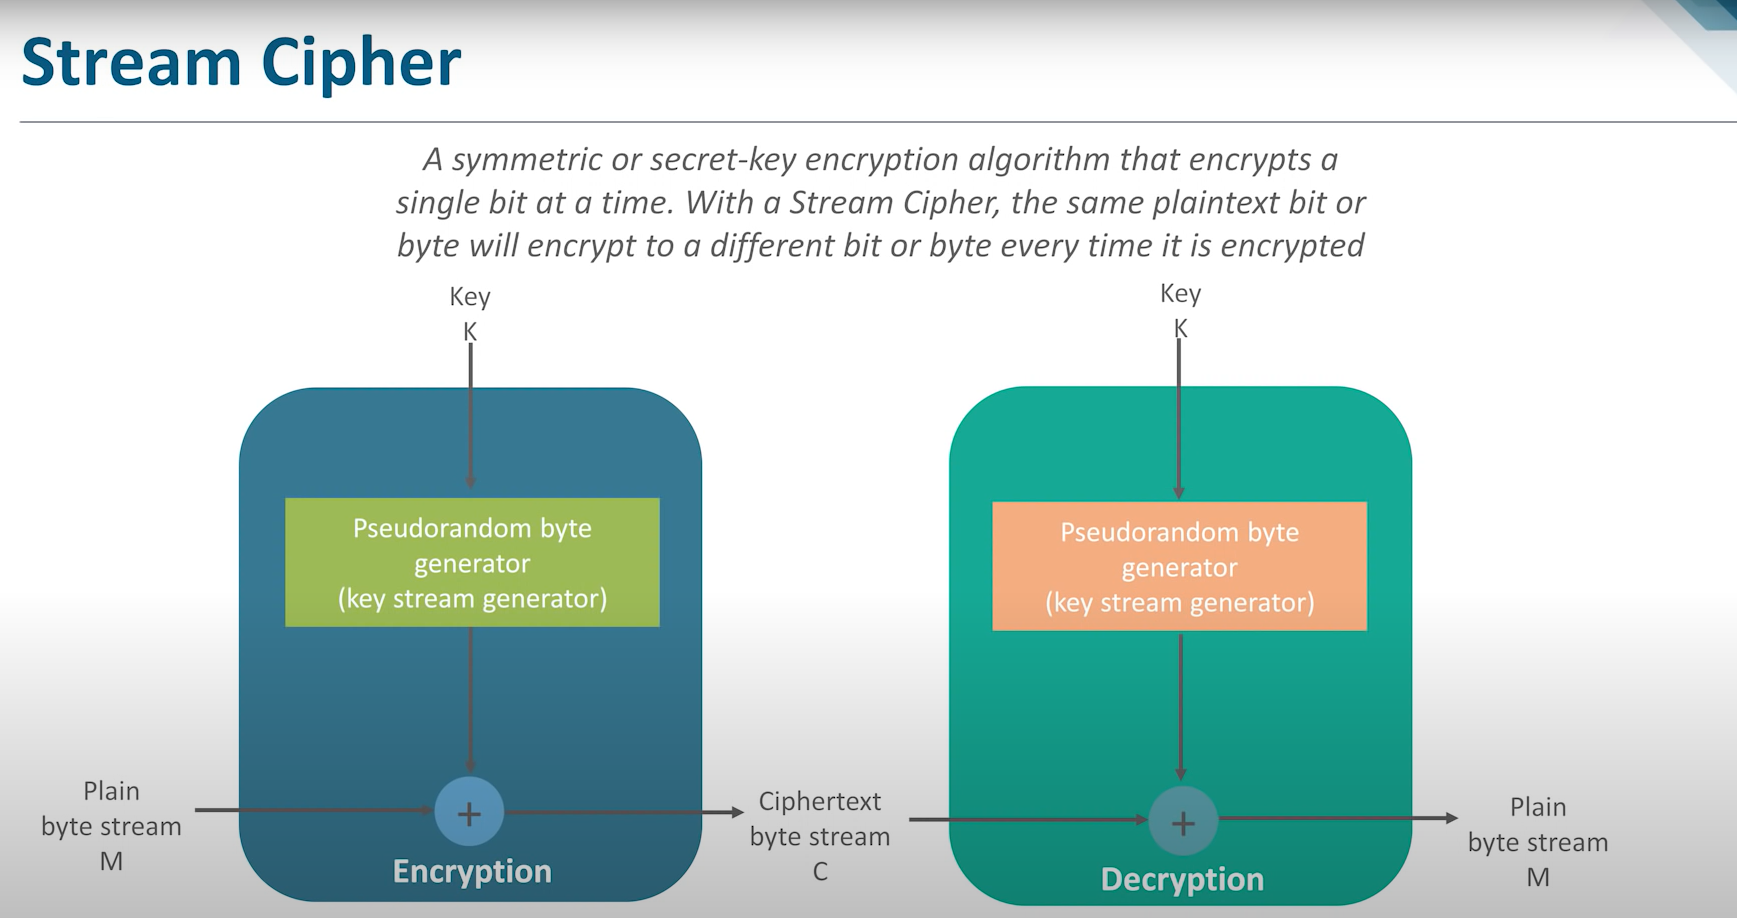 Stream Cipher
A symmetric or secret-key encryption algorithm that encrypts a
single bit at a time. With a Stream Cipher, the same plaintext bit or
byte will encrypt to a different bit or byte every time it is encrypted
Key
K
Pseudorandom byte
generator
(key stream generator)
Plain
byte stream
M
+
Encryption
Ciphertext
byte stream
C
Key
K
Pseudorandom byte
generator
(key stream generator)
+
Decryption
Plain
byte stream
M